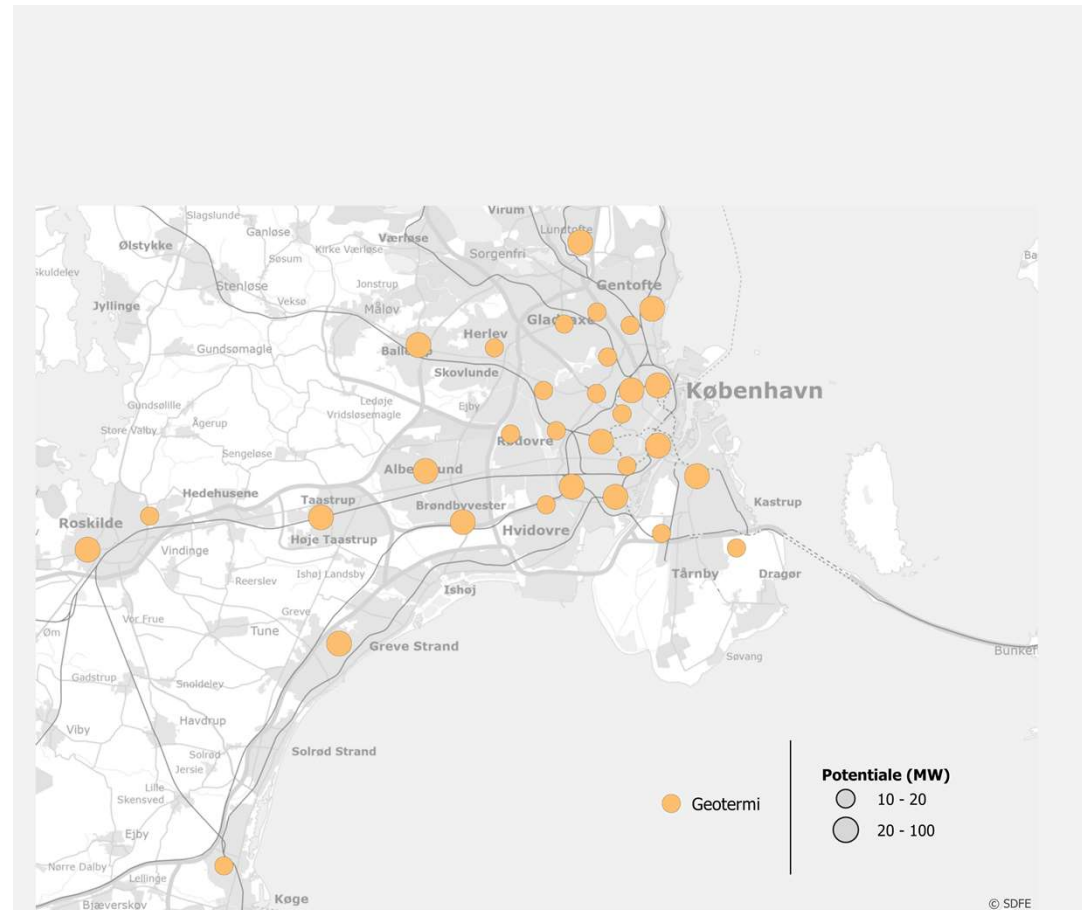 Slagslunde
Virum
Ganløse
Værløse
Lundtofte
Ølstykke
Kirke Værløse
Søsum
Sorgenfri
Skuldelev
Stenløse
Jonstrup
Gentofte
Jyllinge
Veksø
Måløv
Herlev
Gundsømagle
Skovlunde
København
Ledøje
Ejby
Gundsølille
Vridsløsemagle
Store Valby
Ågerup
Sengeløse
Hedehusene
Taastrup
Brøndbyvester
Kastrup
Roskilde
Hvidovre
Høje Taastrup
Vindinge
Ishøj Landsby
Tårnby
Dragør
Reerslev
Ishøj
Greve
Vor Frue
Øm
Tune
Greve Strand
Søvang
Gadstrup
Snoldelev
Havdrup
Viby
Solrød
Solrød Strand
Jersie
Lille
Skensved
Ejby
Nørre Dalby
Lellinge
Bjæverskov
Køge
Geotermi
Potentiale (MW)
10 - 20
20 - 100
© SDFE